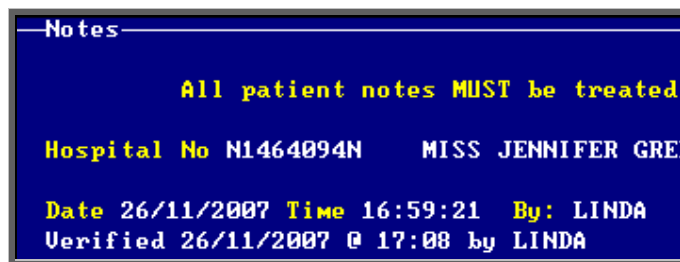 Notes
All patient notes MUST be treated
Hospital No N1464094N MISS JENNIFER
Date 26/11/2007 Time 16:59:21 By: LINDA
Verified 26/11/2007 @ 17:08 by LINDA